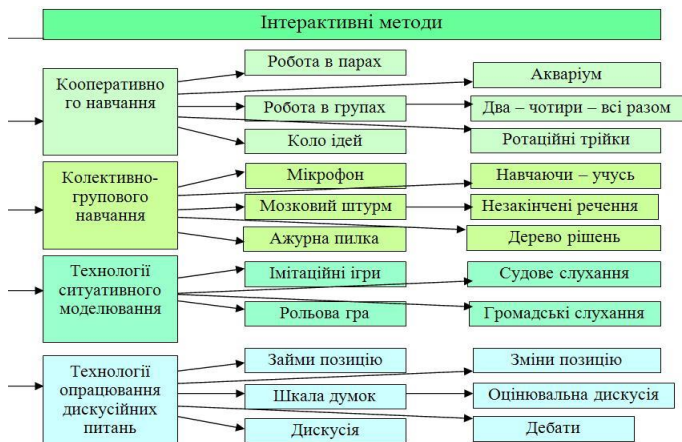 Інтерактивні методи
Кооперативно
го навчання
Робота в парах
Акваріум
Робота в групах
Два – чотири – всі разом
Коло ідей
Ротаційні трійки
Колективно-
групового
навчання
Мікрофон
Навчаючи – учусь
Мозковий штурм
Незакінчені речення
Ажурна пилка
Дерево рішень
Технології
ситуативного
моделювання
Імітаційні ігри
Судове слухання
Рольова гра
Громадські слухання
Технології
опрацювання
дискусійних
питань
Займи позицію
Зміни позицію
Шкала думок
Оцінювальна дискусія
Дискусія
Дебати